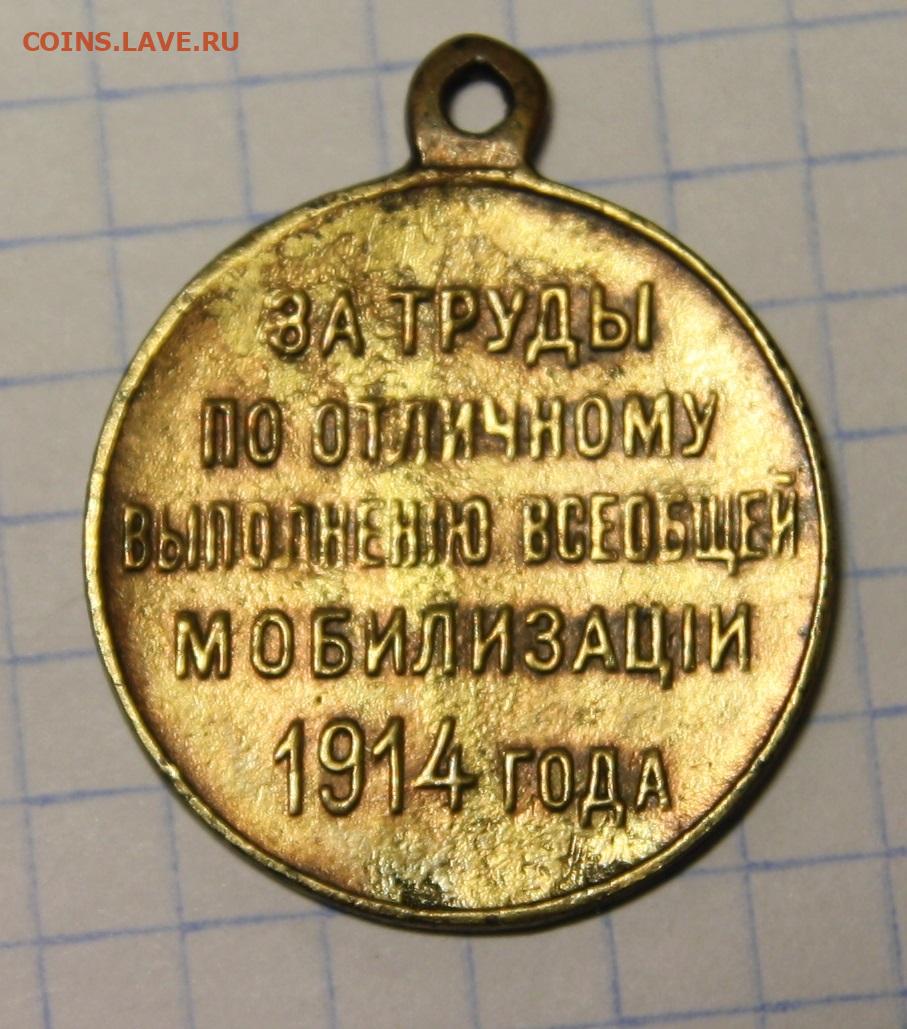 COINS.LAVE.RU
ЗА ТРУДЫ
ПО ОТЛИЧНОМУ
ВЫПОЛНЕНІЮ ВСЕОБЩЕЙ
МОБИЛИЗАЦІИ
1914 ГОДА